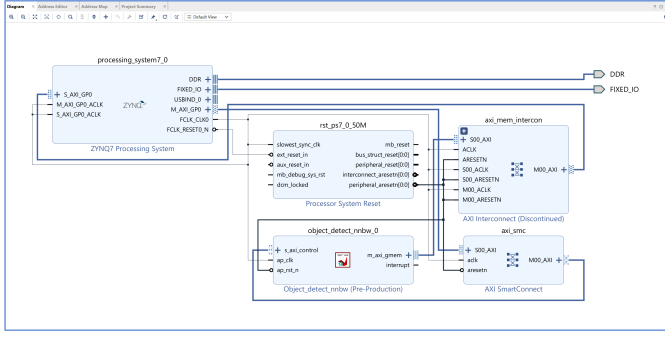 Diagram × Address Editor × Address Map × Project Summary ×
Default View
processing_system7_0
S_AXI_GP0
M_AXI_GP0_ACLK
S_AXI_GP0_ACLK
ZYNQ
DDR
FIXED_IO
USBIND_0
M_AXI_GP0
FCLK_CLK0
FCLK_RESET0_N
ZYNQ7 Processing System
DDR
FIXED_IO
rst_ps7_0_50M
slowest_sync_clk
ext_reset_in
aux_reset_in
mb_debug_sys_rst
dcm_locked
mb_reset
bus_struct_reset[0:0]
peripheral_reset[0:0]
interconnect_aresetn[0:0]
peripheral_aresetn[0:0]
Processor System Reset
axi_mem_intercon
S00_AXI
ACLK
ARESETN
S00_ACLK
S00_ARESETN
M00_ACLK
M00_ARESETN
M00_AXI
AXI Interconnect (Discontinued)
object_detect_nnbw_0
s_axi_control
ap_clk
ap_rst_n
m_axi_gmem
interrupt
Object_detect_nnbw (Pre-Production)
axi_smc
S00_AXI
aclk
aresetn
M00_AXI
AXI SmartConnect